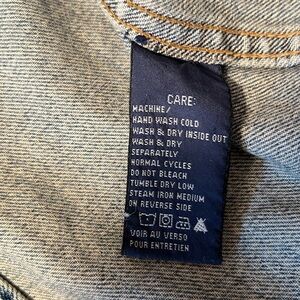 CARE:
MACHINE/
HAND WASH COLD
WASH & DRY INSIDE OUT
WASH & DRY
SEPARATELY
NORMAL CYCLES
DO NOT BLEACH
TUMBLE DRY LOW
STEAM IRON MEDIUM
ON REVERSE SIDE
VOIR AU VERSO
POUR ENTRETIEN